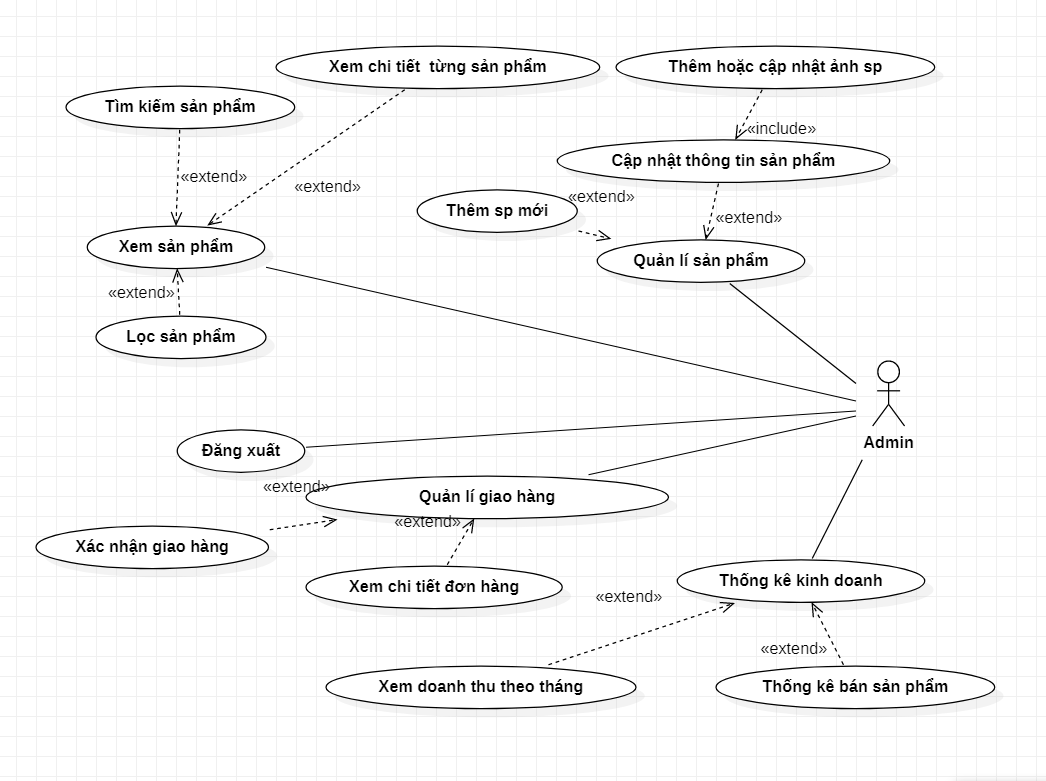 Xem chi tiết từng sản phẩm
Thêm hoặc cập nhật ảnh sp
Tìm kiếm sản phẩm
«include»
Cập nhật thông tin sản phẩm
«extend»
«extend»
«extend»
Thêm sp mới
«extend»
Xem sản phẩm
Quản lí sản phẩm
«extend»
Lọc sản phẩm
Admin
Đăng xuất
«extend»
Quản lí giao hàng
«extend»
Xác nhận giao hàng
Xem chi tiết đơn hàng
Thống kê kinh doanh
«extend»
«extend»
Xem doanh thu theo tháng
Thống kê bán sản phẩm